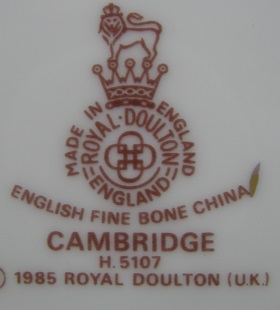 MADE IN ENGLAND
ROYAL · DOULTON
ENGLAND
ENGLISH FINE BONE CHINA
CAMBRIDGE
H. 5107
© 1985 ROYAL DOULTON (U.K.)